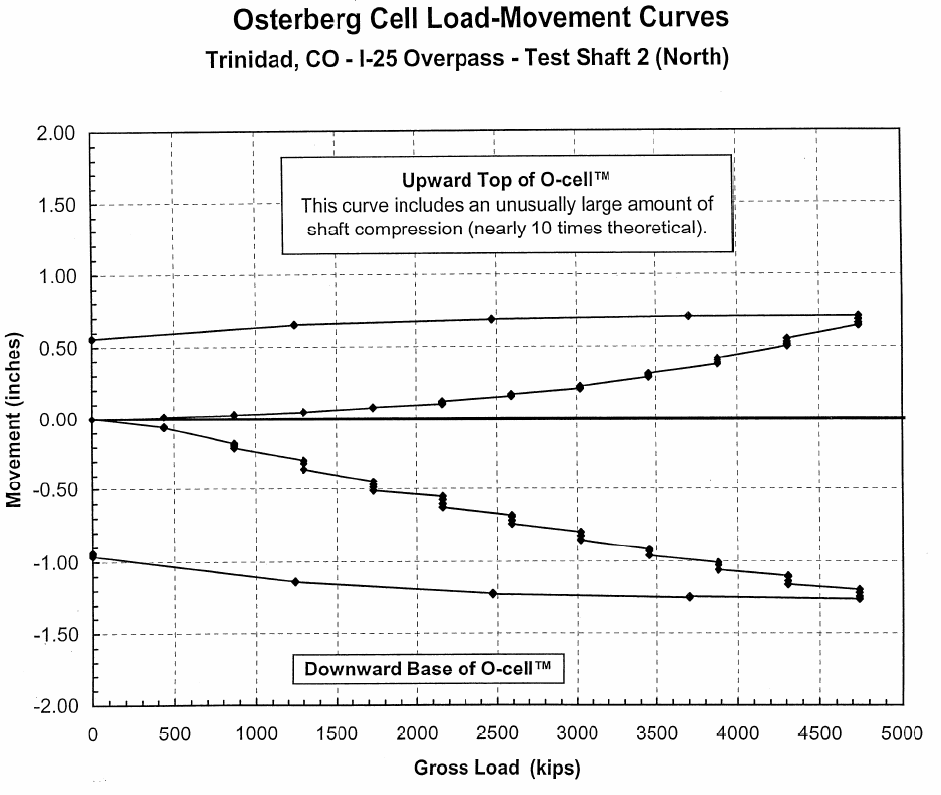 Osterberg Cell Load-Movement Curves
Trinidad, CO - I-25 Overpass - Test Shaft 2 (North)
2.00
1.50
1.00
0.50
0.00
-0.50
-1.00
-1.50
-2.00
Movement (inches)
Upward Top of O-cell™
This curve includes an unusually large amount of
shaft compression (nearly 10 times theoretical).
Downward Base of O-cell™
0 500 1000 1500 2000 2500 3000 3500 4000 4500 5000
Gross Load (kips)